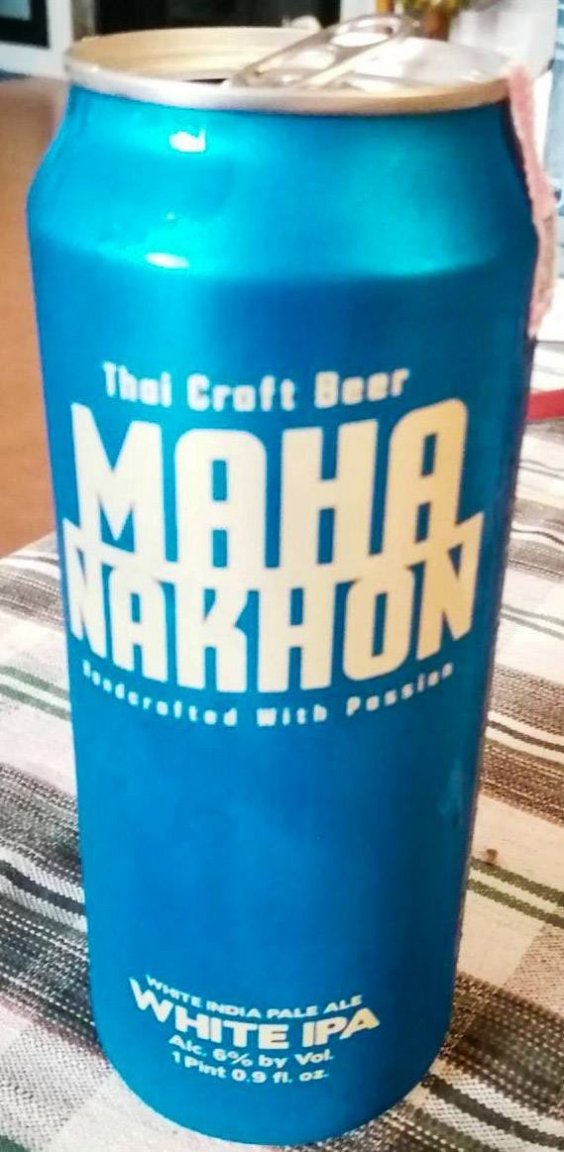 Thai Craft Beer
MAHA
NAKHON
Handcrafted With Passion
WHITE INDIA PALE ALE
WHITE IPA
Alc. 6% by Vol.
1 Pint 0.9 fl. oz.